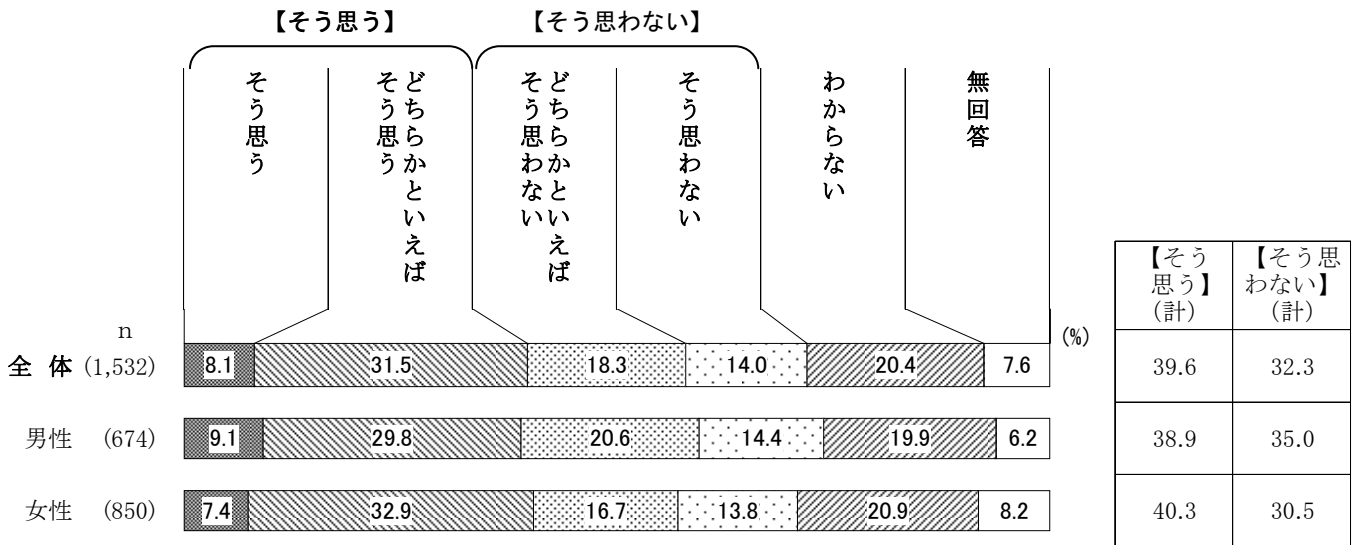 【そう思う】 【そう思わない】
そう思う
どちらかといえば
そう思う
どちらかといえば
そう思わない
そう思わない
わからない
無回答
【そう
思う】
(計)
【そう思
わない】
(計)
n
(%)
全 体 (1,532) 8.1 31.5 18.3 14.0 20.4 7.6 39.6 32.3
男性 (674) 9.1 29.8 20.6 14.4 19.9 6.2 38.9 35.0
女性 (850) 7.4 32.9 16.7 13.8 20.9 8.2 40.3 30.5